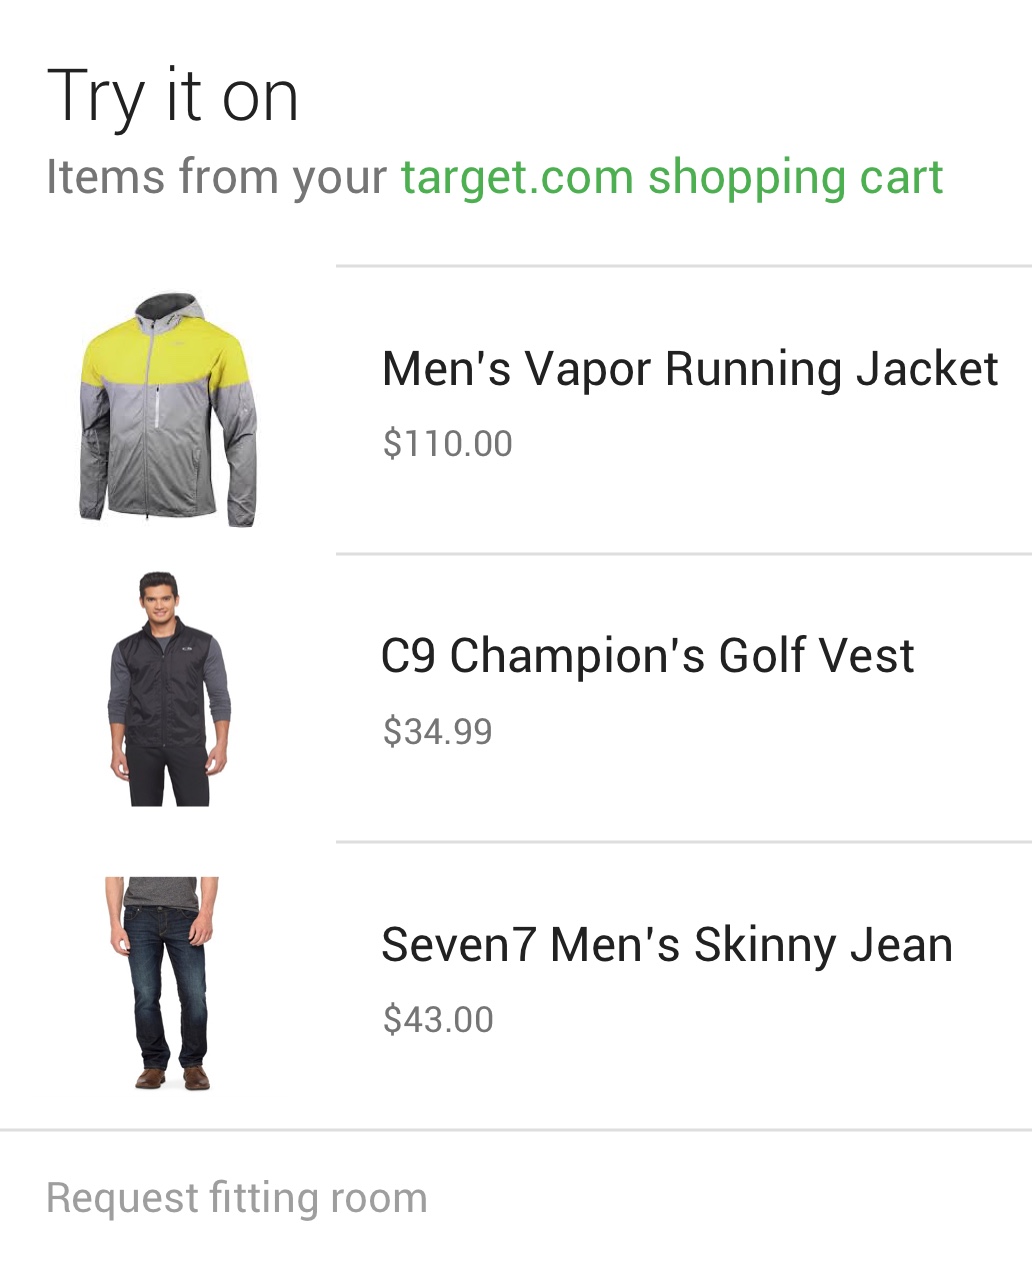 Try it on
Items from your target.com shopping cart
Men's Vapor Running Jacket
$110.00
C9 Champion's Golf Vest
$34.99
Seven7 Men's Skinny Jean
$43.00
Request fitting room